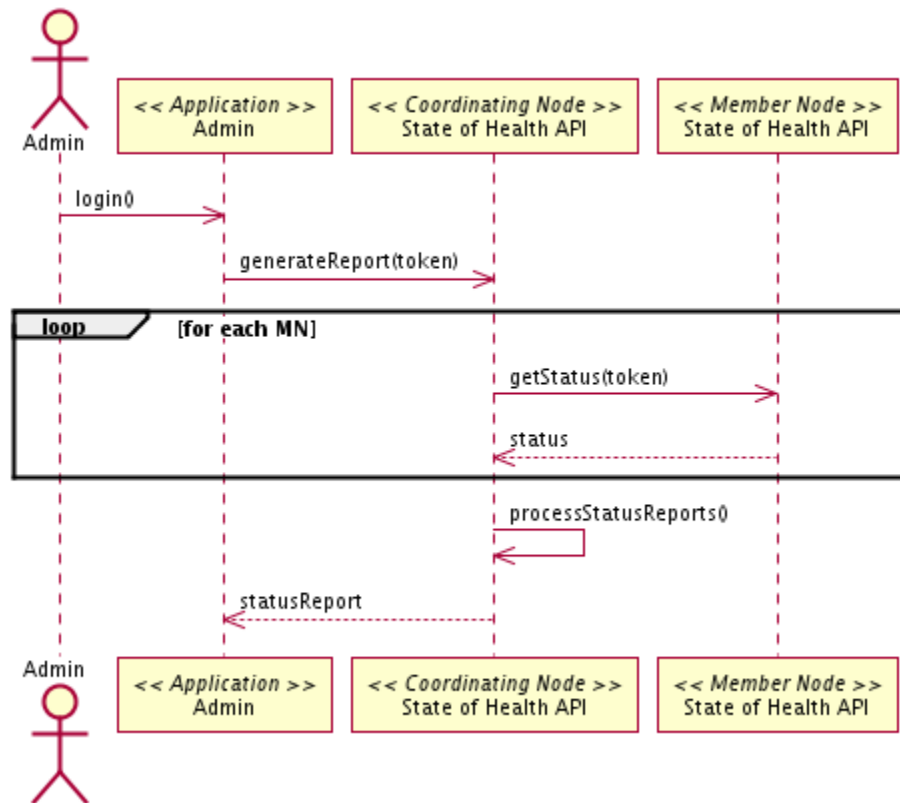 Admin
<< Application >>
Admin
<< Coordinating Node >>
State of Health API
<< Member Node >>
State of Health API
login()
generateReport(token)
loop [for each MN]
getStatus(token)
status
processStatusReports()
statusReport
Admin
<< Application >>
Admin
<< Coordinating Node >>
State of Health API
<< Member Node >>
State of Health API